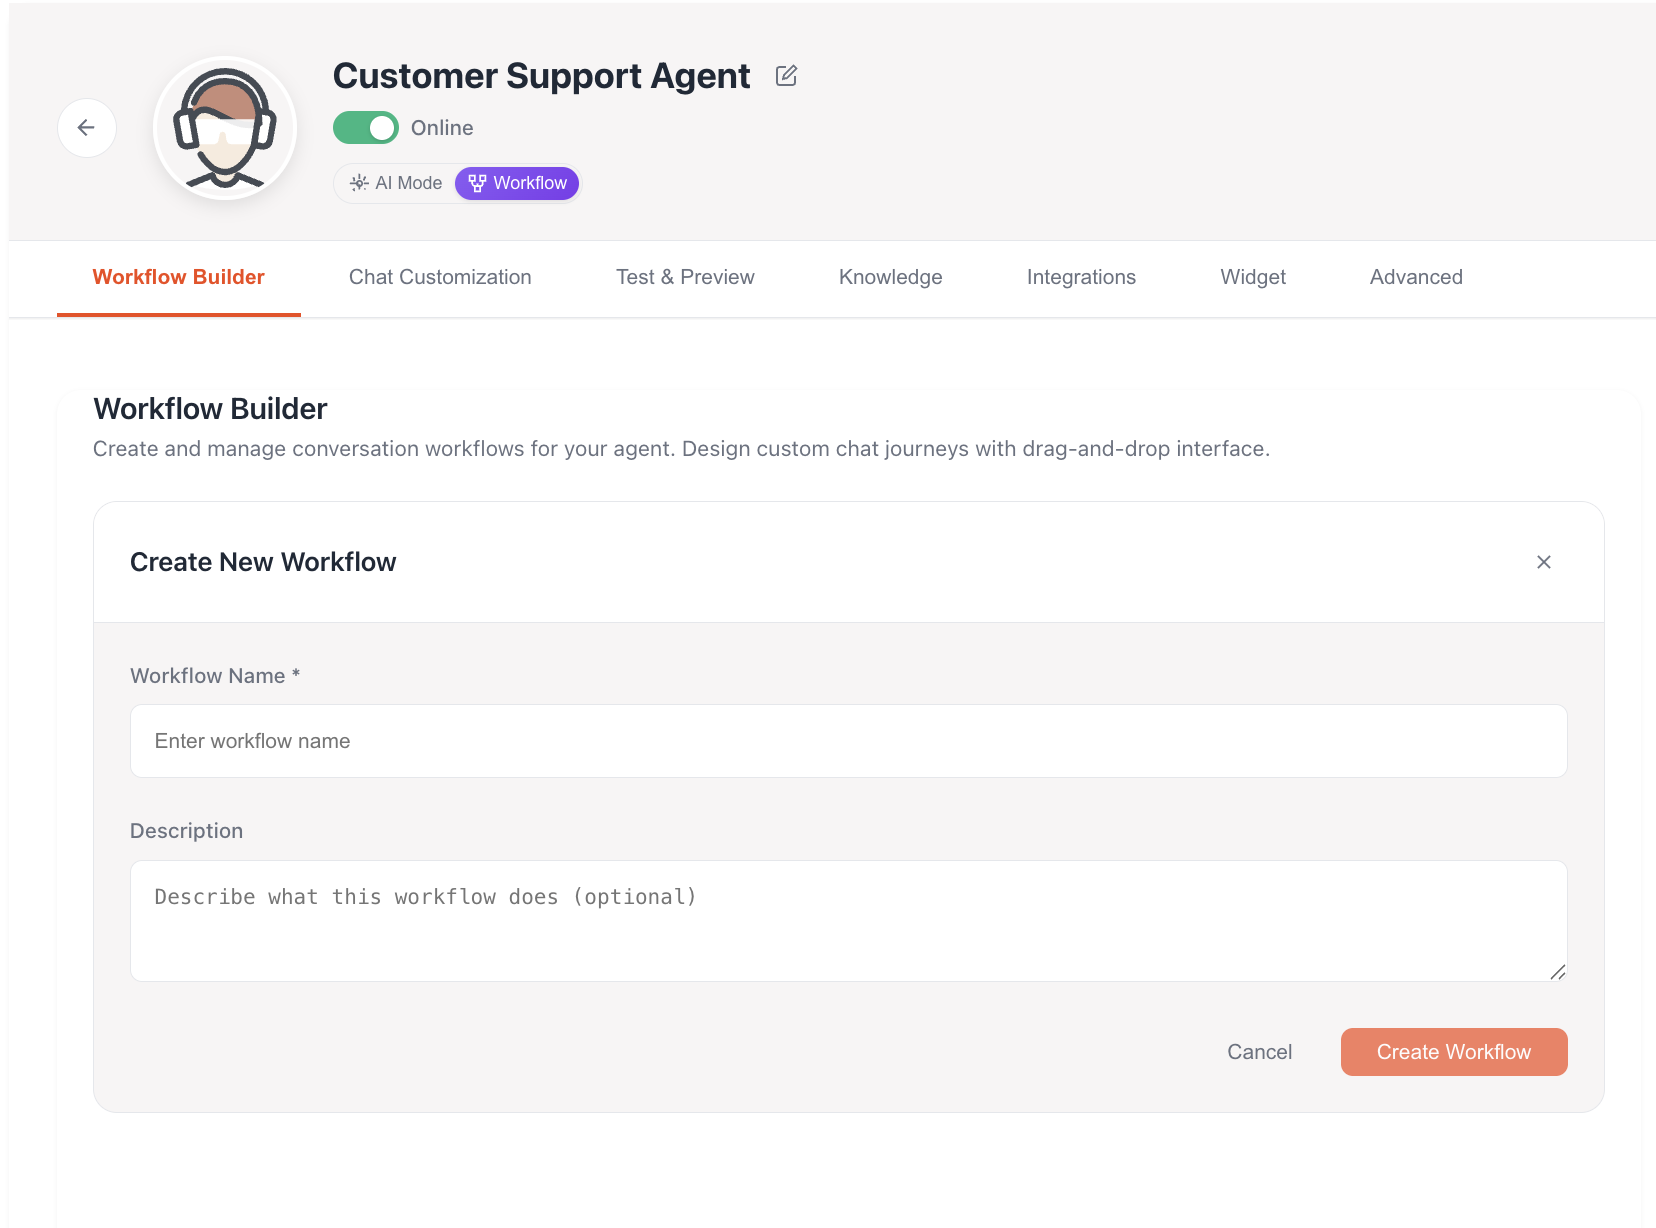 Customer Support Agent
Online
AI Mode Workflow
Workflow Builder Chat Customization Test & Preview Knowledge Integrations Widget Advanced
Workflow Builder
Create and manage conversation workflows for your agent. Design custom chat journeys with drag-and-drop interface.
Create New Workflow
Workflow Name *
Enter workflow name
Description
Describe what this workflow does (optional)
Cancel Create Workflow